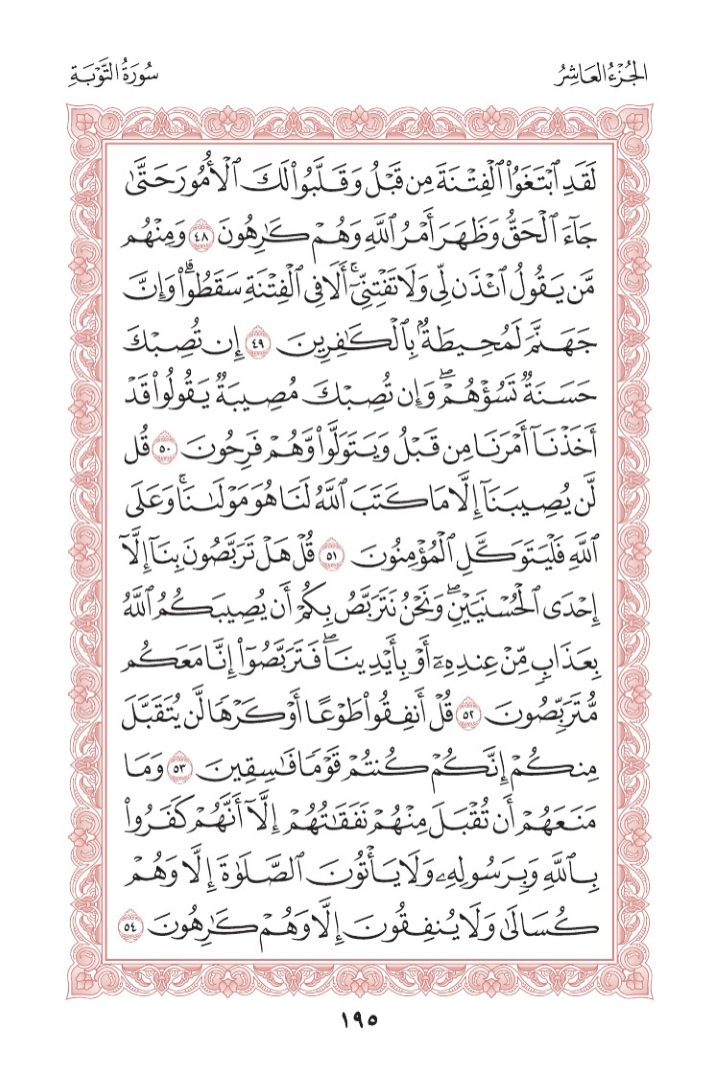 الجُزْءُ العَاشِرُ
سُورَةُ التَّوْبَةِ
لَقَدِ ٱبۡتَغَوُاْ ٱلۡفِتۡنَةَ مِن قَبۡلُ وَقَلَّبُواْ لَكَ ٱلۡأُمُورَ حَتَّىٰ
جَآءَ ٱلۡحَقُّ وَظَهَرَ أَمۡرُ ٱللَّهِ وَهُمۡ كَٰرِهُونَ ٤٨ وَمِنۡهُم
مَّن يَقُولُ ٱئۡذَن لِّي وَلَا تَفۡتِنِّيٓۚ أَلَا فِي ٱلۡفِتۡنَةِ سَقَطُواْۗ وَإِنَّ
جَهَنَّمَ لَمُحِيطَةُۢ بِٱلۡكَٰفِرِينَ ٤٩ إِن تُصِبۡكَ
حَسَنَةٞ تَسُؤۡهُمۡۖ وَإِن تُصِبۡكَ مُصِيبَةٞ يَقُولُواْ قَدۡ
أَخَذۡنَآ أَمۡرَنَا مِن قَبۡلُ وَيَتَوَلَّواْ وَّهُمۡ فَرِحُونَ ٥٠ قُل
لَّن يُصِيبَنَآ إِلَّا مَا كَتَبَ ٱللَّهُ لَنَا هُوَ مَوۡلَىٰنَاۚ وَعَلَى
ٱللَّهِ فَلۡيَتَوَكَّلِ ٱلۡمُؤۡمِنُونَ ٥١ قُلۡ هَلۡ تَرَبَّصُونَ بِنَآ إِلَّآ
إِحۡدَى ٱلۡحُسۡنَيَيۡنِۖ وَنَحۡنُ نَتَرَبَّصُ بِكُمۡ أَن يُصِيبَكُمُ ٱللَّهُ
بِعَذَابٖ مِّنۡ عِندِهِۦٓ أَوۡ بِأَيۡدِينَاۖ فَتَرَبَّصُوٓاْ إِنَّا مَعَكُم
مُّتَرَبِّصُونَ ٥٢ قُلۡ أَنفِقُواْ طَوۡعًا أَوۡ كَرۡهٗا لَّن يُتَقَبَّلَ
مِنكُمۡ إِنَّكُمۡ كُنتُمۡ قَوۡمٗا فَٰسِقِينَ ٥٣ وَمَا
مَنَعَهُمۡ أَن تُقۡبَلَ مِنۡهُمۡ نَفَقَٰتُهُمۡ إِلَّآ أَنَّهُمۡ كَفَرُواْ
بِٱللَّهِ وَبِرَسُولِهِۦ وَلَا يَأۡتُونَ ٱلصَّلَوٰةَ إِلَّا وَهُمۡ
كُسَالَىٰ وَلَا يُنفِقُونَ إِلَّا وَهُمۡ كَٰرِهُونَ ٥٤
١٩٥